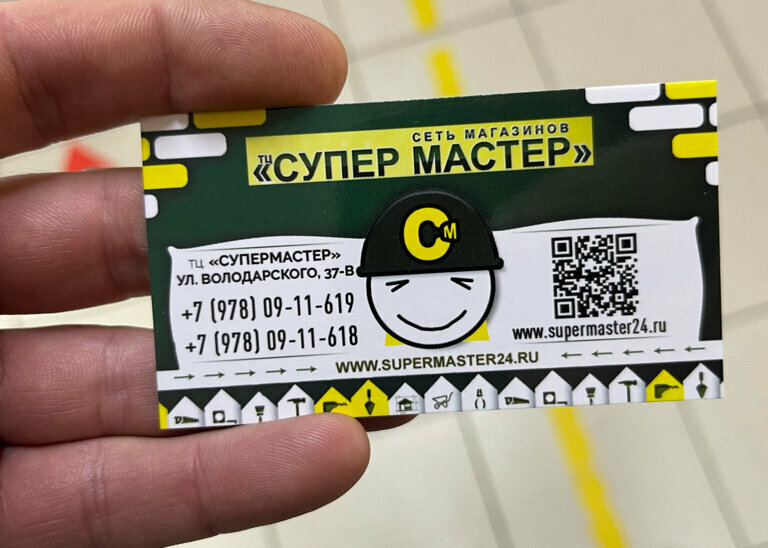 СЕТЬ МАГАЗИНОВ
ТЦ «СУПЕР МАСТЕР»
См
ТЦ «СУПЕРМАСТЕР»
УЛ. ВОЛОДАРСКОГО, 37-В
+7 (978) 09-11-619
+7 (978) 09-11-618
www.supermaster24.ru
WWW.SUPERMASTER24.RU